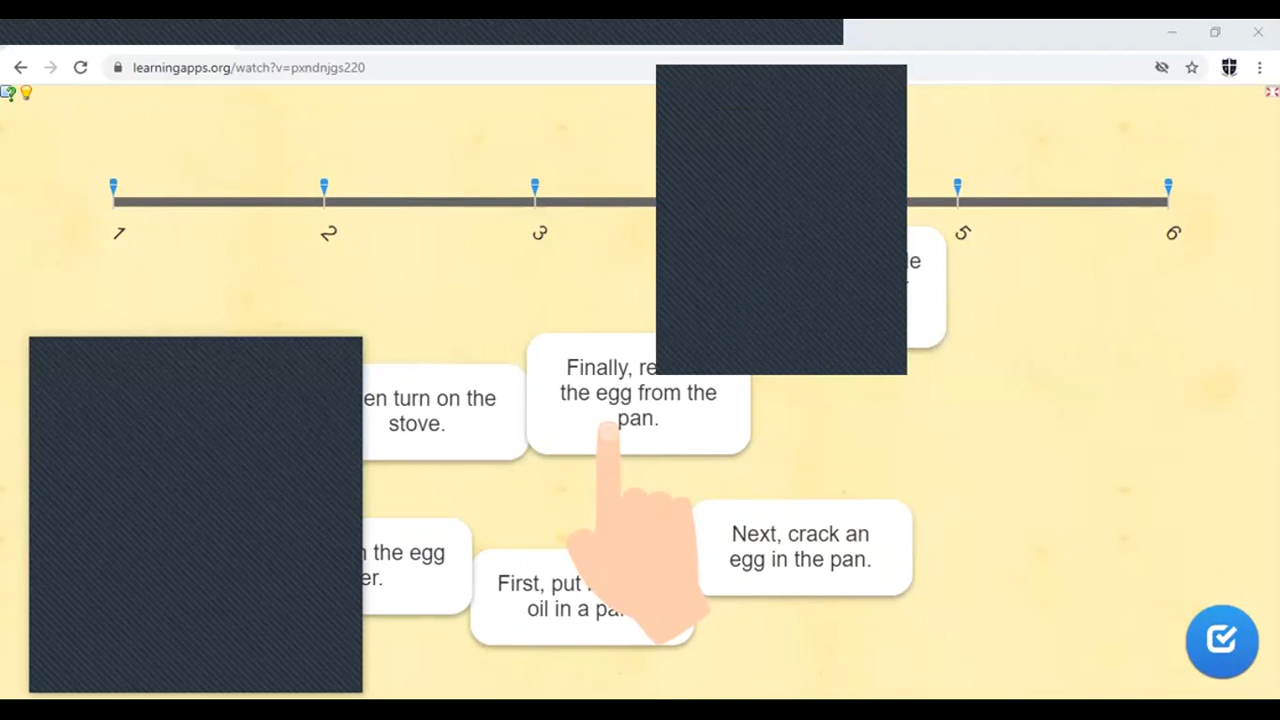 learningapps.org/watch?v=pxndnjgs220
1 2 3 5 6
en turn on the
stove.
Finally, re
the egg from the
pan.
the egg
er.
First, put
oil in a pa
Next, crack an
egg in the pan.